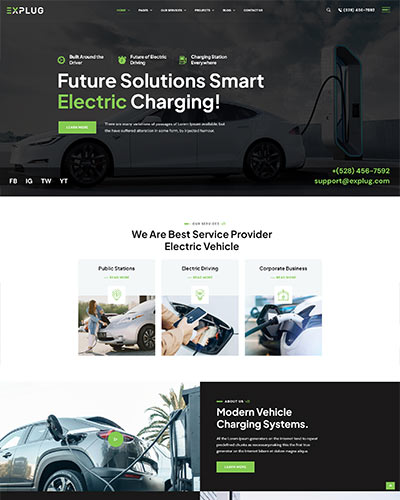 EXPLUG
HOME PAGES OUR SERVICES PROJECTS BLOG CONTACT US
(528) 456-7592
Built Around the
Driver
Future of Electric
Driving
Charging Station
Everywhere
Future Solutions Smart
Electric Charging!
LEARN MORE
There are many variations of passages of Lorem Ipsum available, but
the have suffered alteration in some form, by injected humour.
FB IG TW YT
+(528) 456-7592
support@explug.com
OUR SERVICES
We Are Best Service Provider
Electric Vehicle
Public Stations
READ MORE
Electric Driving
READ MORE
Corporate Business
READ MORE
ABOUT US
Modern Vehicle
Charging Systems.
All the Lorem Ipsum generators on the Internet tend to repeat
predefined chunks as necessary making this the first true
generator on the Internet dolore magna aliqua.
LEARN MORE